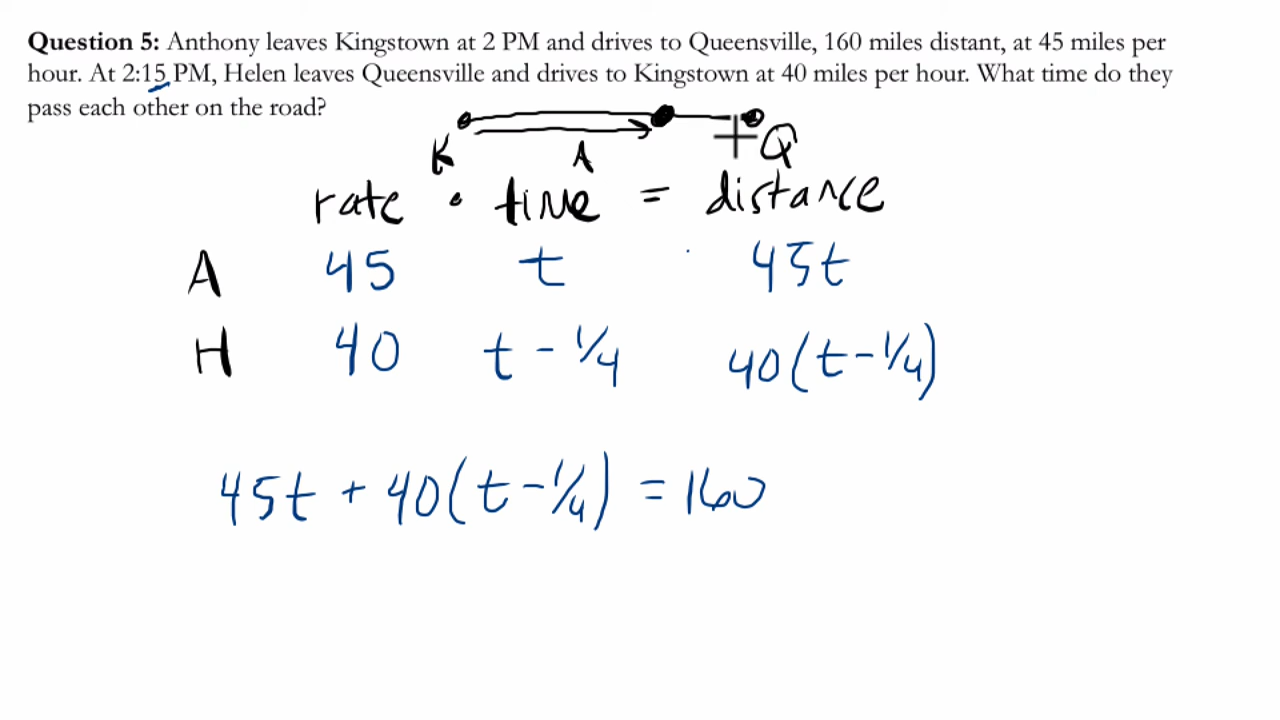 Question 5: Anthony leaves Kingstown at 2 PM and drives to Queensville, 160 miles distant, at 45 miles per
hour. At 2:15 PM, Helen leaves Queensville and drives to Kingstown at 40 miles per hour. What time do they
pass each other on the road?
K A Q
rate · time = distance
A 45 t 45t
H 40 t - 1/4 40(t - 1/4)
45t + 40(t - 1/4) = 160